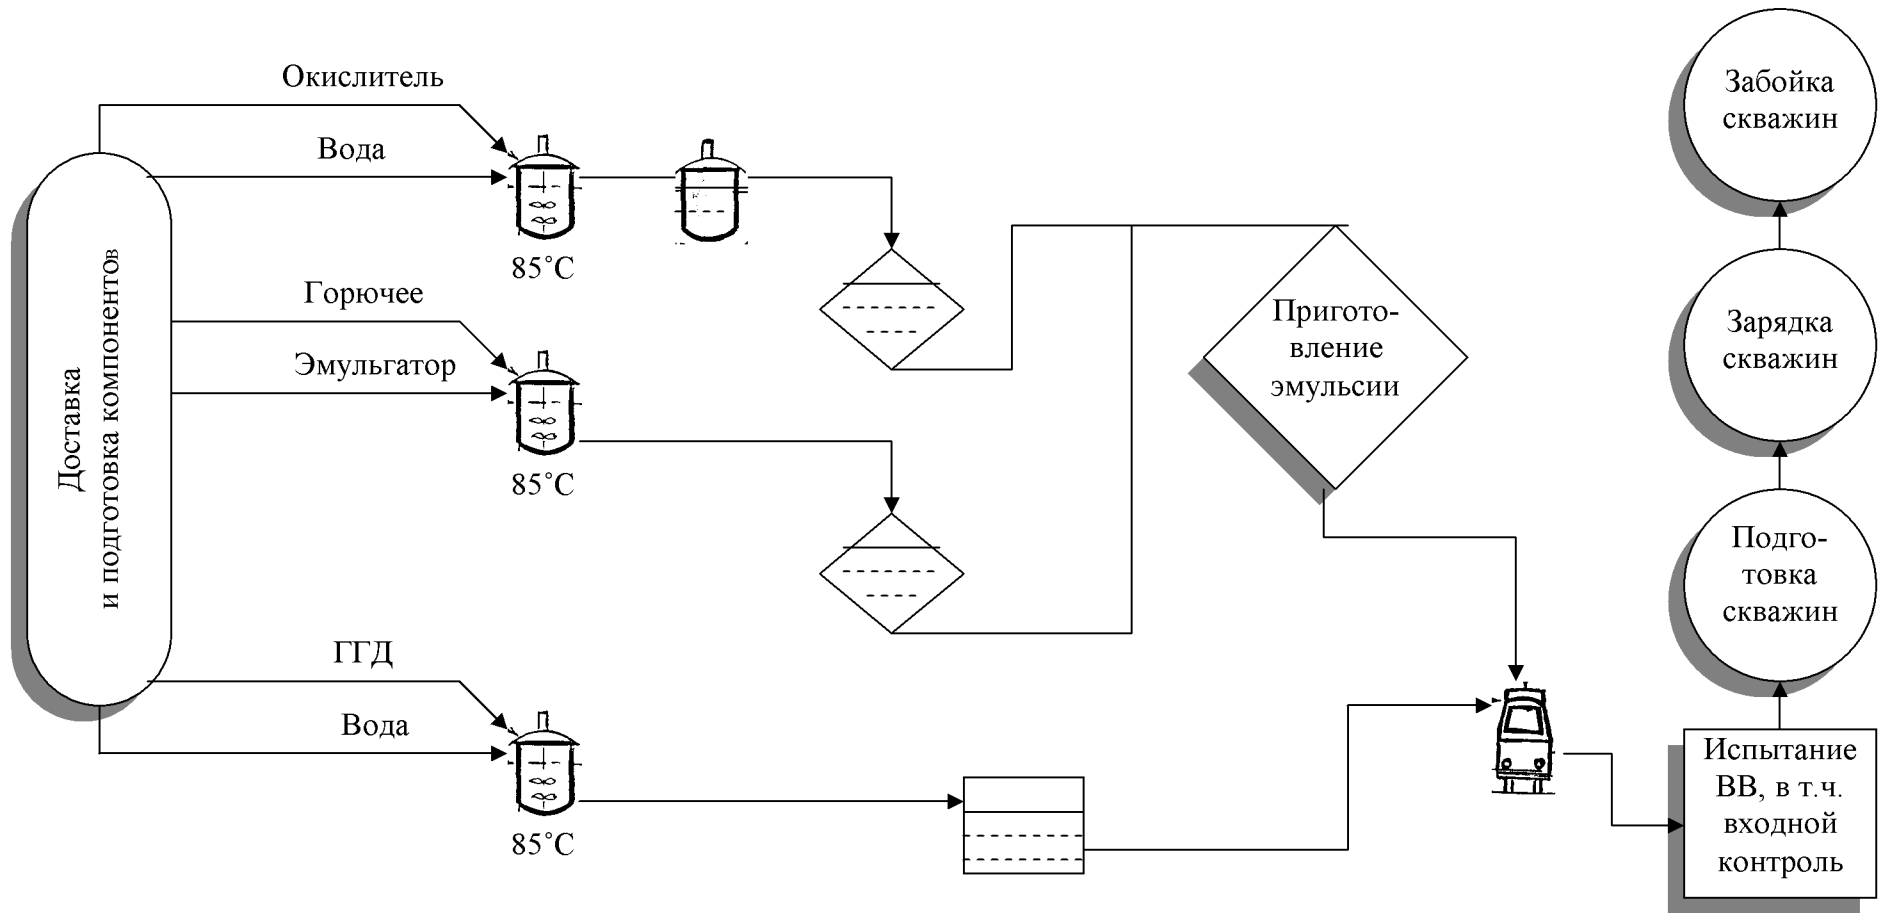 Окислитель
Вода
85˚С
Горючее
Эмульгатор
85˚С
Доставка
и подготовка компонентов
ГГД
Вода
85˚С
Пригото-
вление
эмульсии
Забойка
скважин
Зарядка
скважин
Подго-
товка
скважин
Испытание
ВВ, в т.ч.
входной
контроль